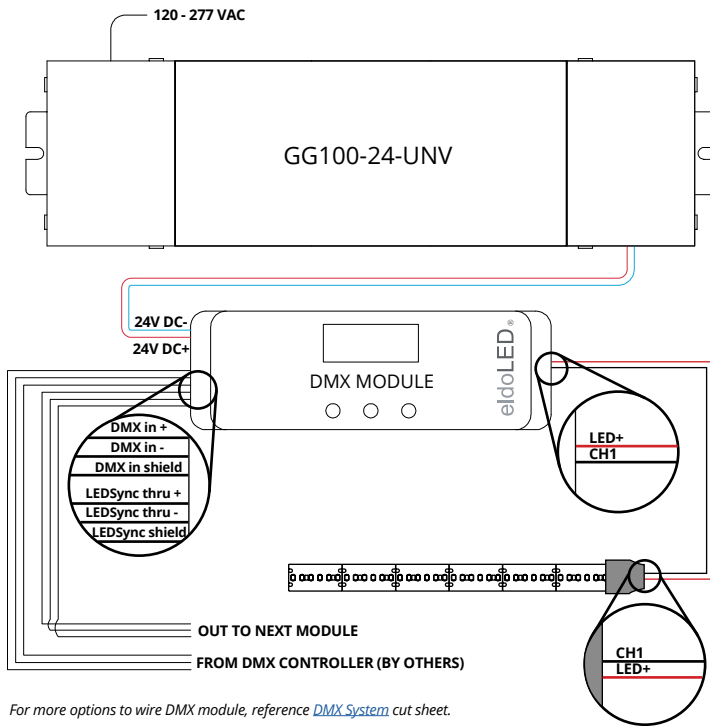 120 - 277 VAC
GG100-24-UNV
24V DC-
24V DC+
DMX MODULE
eldoLED®
DMX in +
DMX in -
DMX in shield
LEDSync thru +
LEDSync thru -
LEDSync shield
LED+
CH1
OUT TO NEXT MODULE
FROM DMX CONTROLLER (BY OTHERS)
CH1
LED+
For more options to wire DMX module, reference DMX System cut sheet.